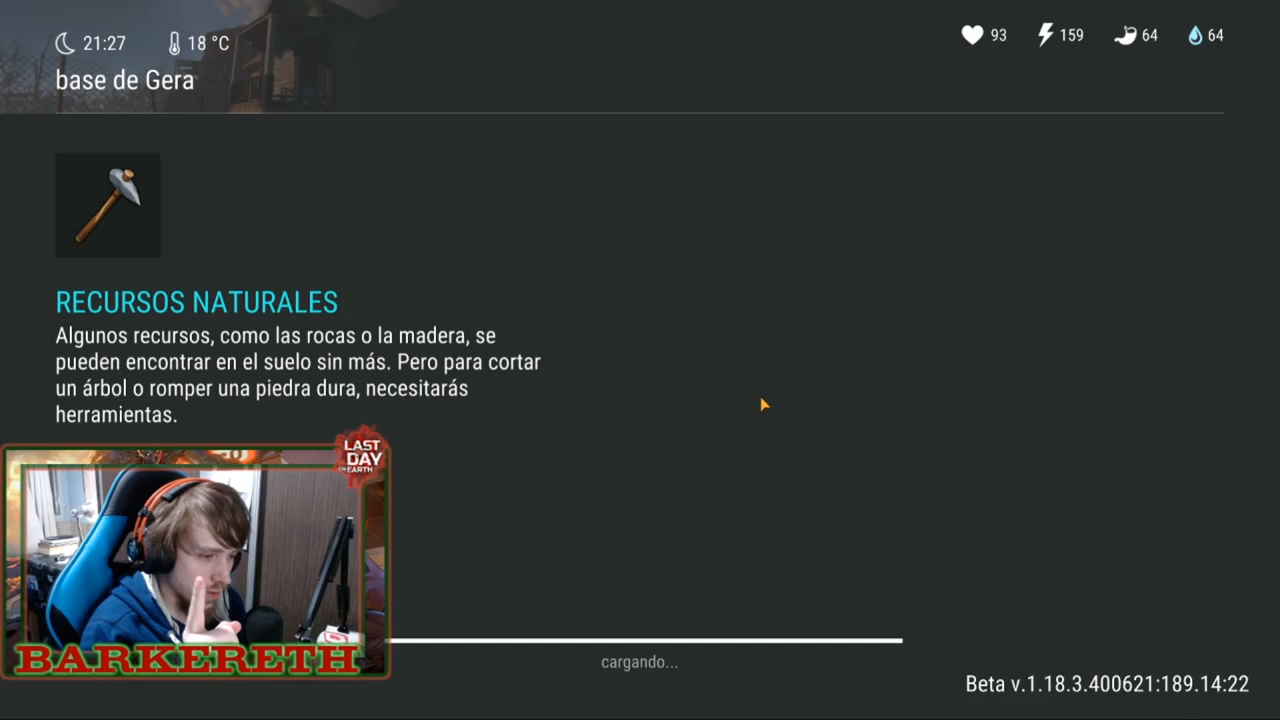 21:27 18 °C
93 159 64 64
base de Gera
RECURSOS NATURALES
Algunos recursos, como las rocas o la madera, se
pueden encontrar en el suelo sin más. Pero para cortar
un árbol o romper una piedra dura, necesitarás
herramientas.
LAST
DAY
ON EARTH
BARKERETH
cargando...
Beta v.1.18.3.400621:189.14:22